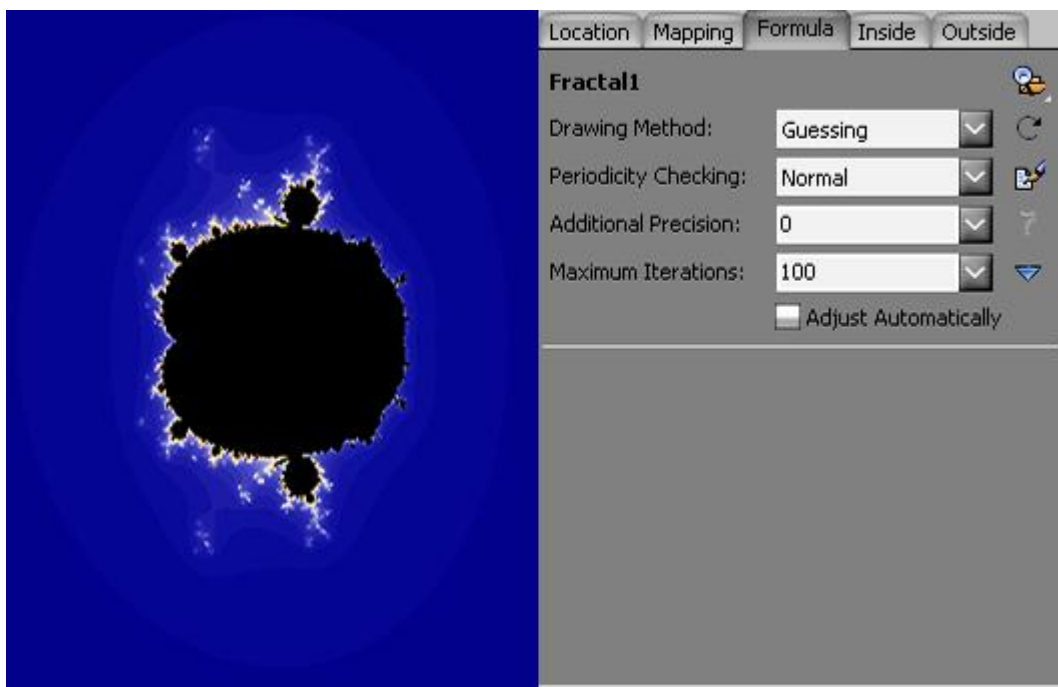 Location Mapping Formula Inside Outside
Fractal1
Drawing Method: Guessing
Periodicity Checking: Normal
Additional Precision: 0
Maximum Iterations: 100
Adjust Automatically